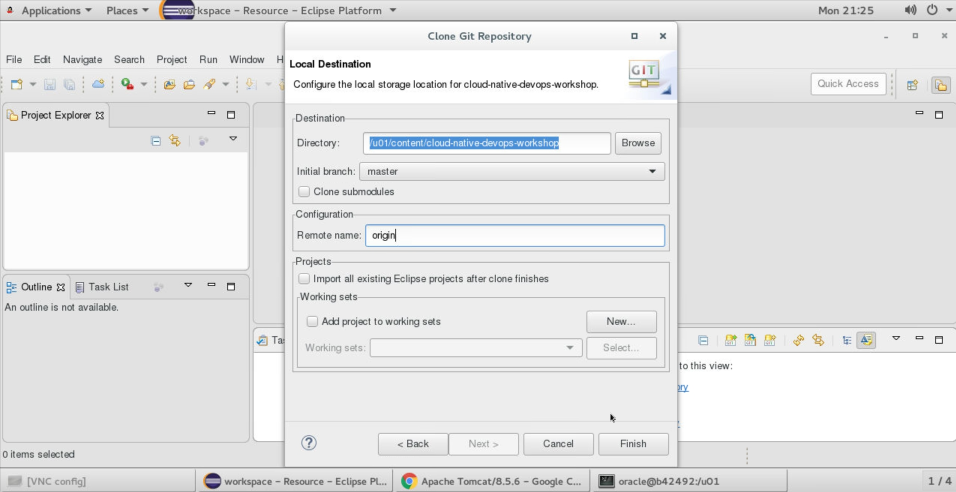 Applications Places workspace – Resource – Eclipse Platform Mon 21:25
Clone Git Repository
File Edit Navigate Search Project Run Window H
Local Destination
GIT
Configure the local storage location for cloud-native-devops-workshop.
Quick Access
Project Explorer
Destination
Directory: /u01/content/cloud-native-devops-workshop Browse
Initial branch: master
Clone submodules
Configuration
Remote name: origin
Projects
Import all existing Eclipse projects after clone finishes
Outline Task List
Working sets
An outline is not available.
Add project to working sets New...
Working sets: Select...
Ta
to this view:
ory
< Back Next > Cancel Finish
0 items selected
[VNC config] workspace – Resource – Eclipse Pl... Apache Tomcat/8.5.6 – Google C... oracle@b42492:/u01 1 / 4